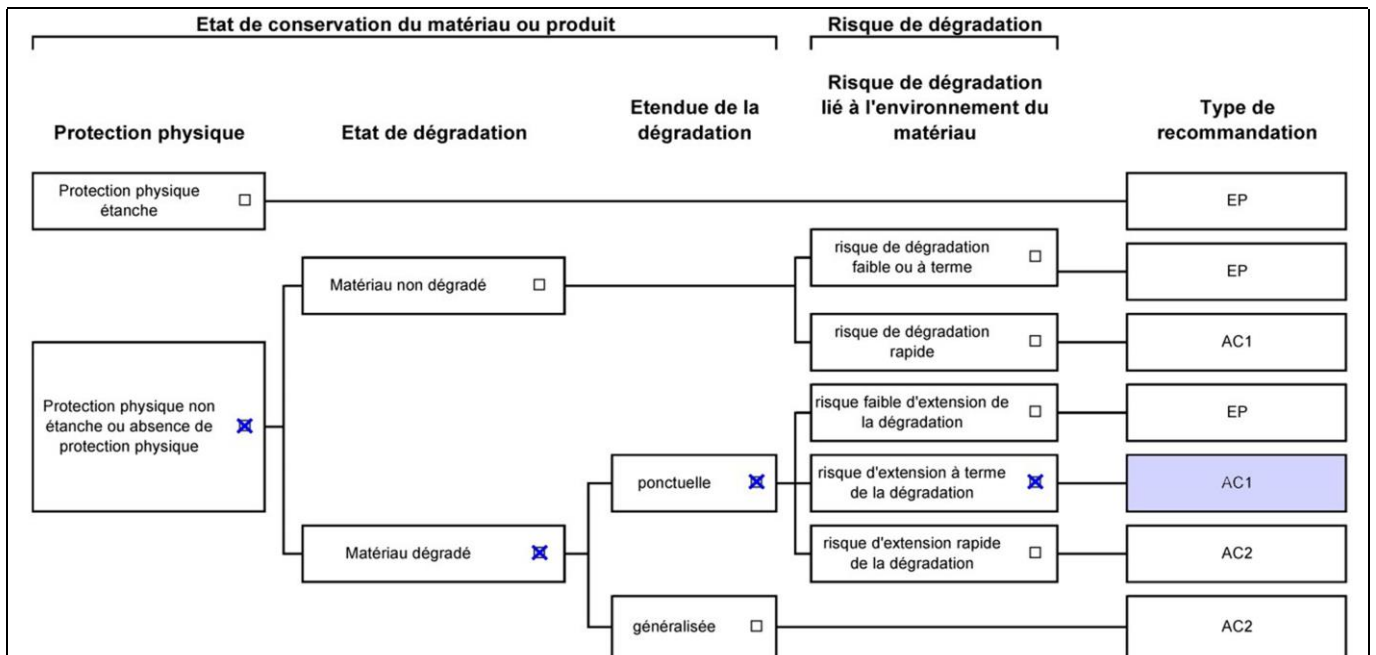 Etat de conservation du matériau ou produit
Risque de dégradation
Protection physique
Etat de dégradation
Etendue de la
dégradation
Risque de dégradation
lié à l'environnement du
matériau
Type de
recommandation
Protection physique
étanche
EP
risque de dégradation
faible ou à terme
EP
Matériau non dégradé
risque de dégradation
rapide
AC1
Protection physique non
étanche ou absence de
protection physique
risque faible d'extension de
la dégradation
EP
ponctuelle
risque d'extension à terme
de la dégradation
AC1
Matériau dégradé
risque d'extension rapide
de la dégradation
AC2
généralisée
AC2